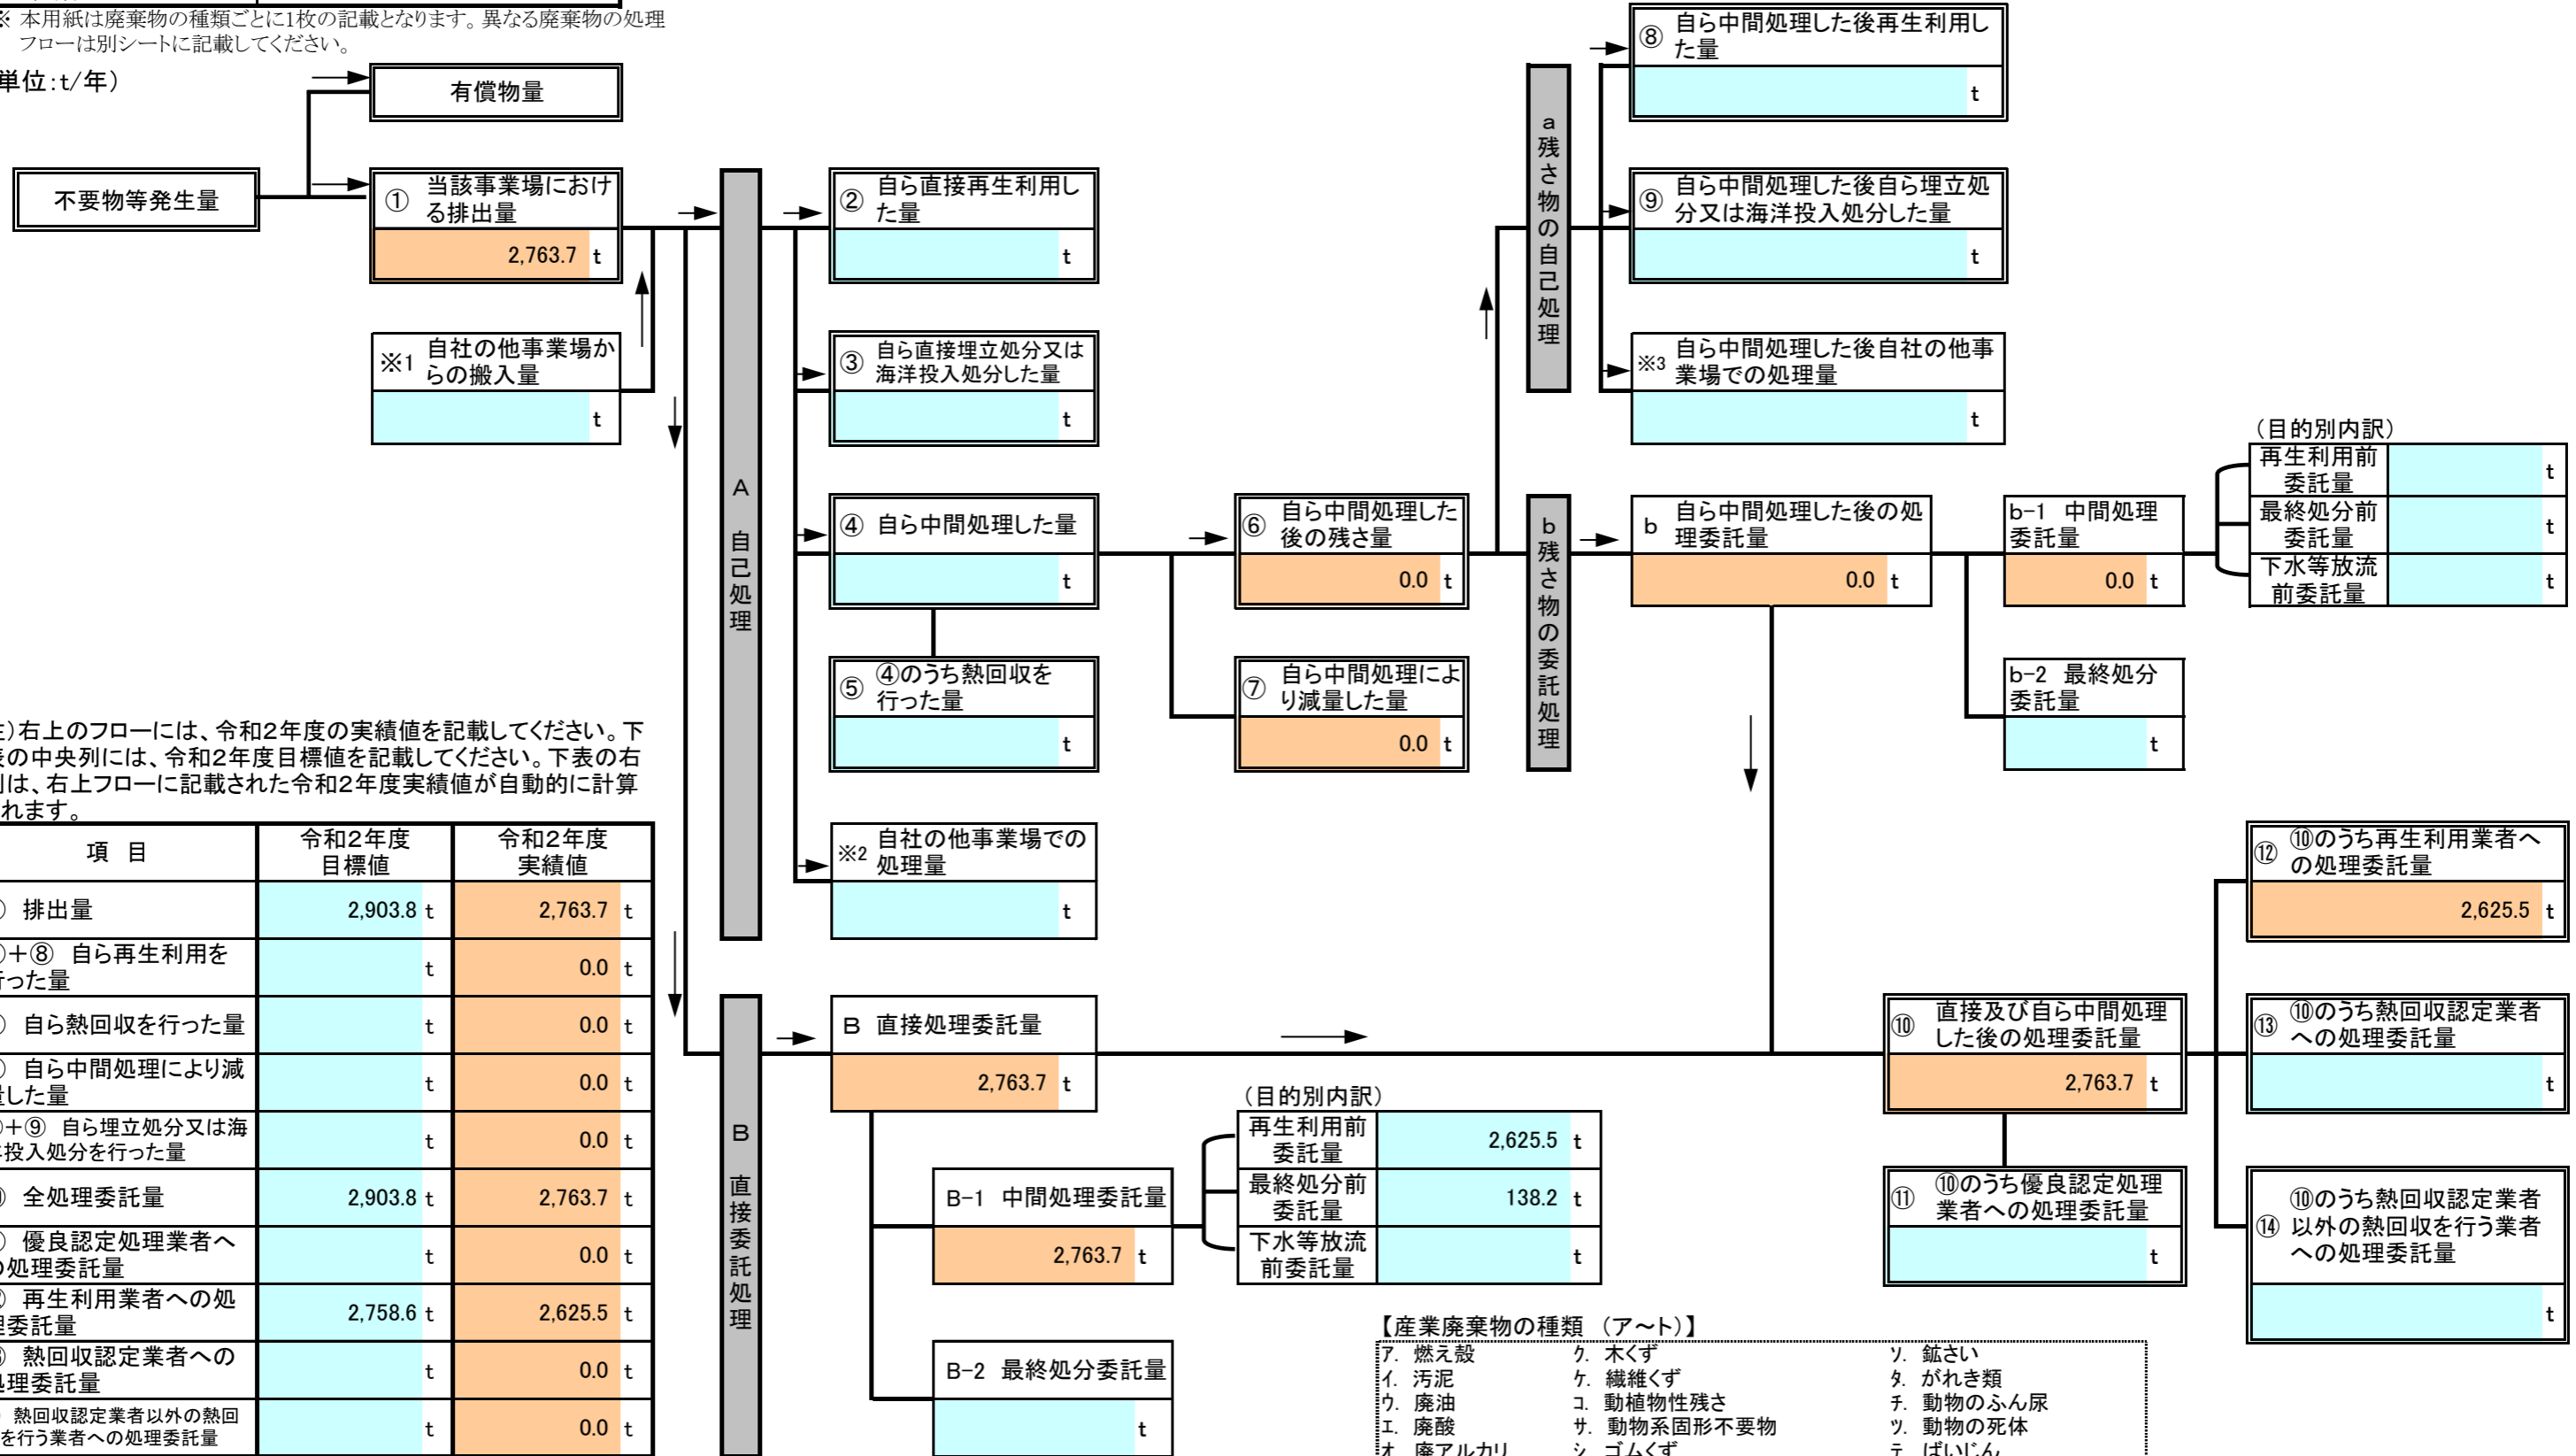 ※ 本用紙は廃棄物の種類ごとに1枚の記載となります。異なる廃棄物の処理
フローは別シートに記載してください。
単位:t/年）
有償物量
不要物等発生量
① 当該事業場におけ
る排出量
2,763.7 t
※1 自社の他事業場か
らの搬入量
t
A 自己処理
② 自ら直接再生利用し
た量
t
③ 自ら直接埋立処分又は
海洋投入処分した量
t
④ 自ら中間処理した量
t
⑤ ④のうち熱回収を
行った量
t
※2 自社の他事業場での
処理量
t
⑥ 自ら中間処理した
後の残さ量
0.0 t
⑦ 自ら中間処理によ
り減量した量
0.0 t
a残さ物の自己処理
⑧ 自ら中間処理した後再生利用し
た量
t
⑨ 自ら中間処理した後自ら埋立処
分又は海洋投入処分した量
t
※3 自ら中間処理した後自社の他事
業場での処理量
t
b残さ物の委託処理
b 自ら中間処理した後の処
理委託量
0.0 t
b-1 中間処理
委託量
0.0 t
b-2 最終処分
委託量
t
（目的別内訳）
再生利用前
委託量
t
最終処分前
委託量
t
下水等放流
前委託量
t
）右上のフローには、令和2年度の実績値を記載してください。下
の中央列には、令和2年度目標値を記載してください。下表の右
は、右上フローに記載された令和2年度実績値が自動的に計算
れます。
項 目 令和2年度
目標値 令和2年度
実績値
排出量 2,903.8 t 2,763.7 t
＋⑧ 自ら再生利用を
った量 t 0.0 t
自ら熱回収を行った量 t 0.0 t
自ら中間処理により減
した量 t 0.0 t
＋⑨ 自ら埋立処分又は海
投入処分を行った量 t 0.0 t
全処理委託量 2,903.8 t 2,763.7 t
優良認定処理業者へ
処理委託量 t 0.0 t
再生利用業者への処
委託量 2,758.6 t 2,625.5 t
熱回収認定業者への
理委託量 t 0.0 t
熱回収認定業者以外の熱回
を行う業者への処理委託量 t 0.0 t
B 直接委託処理
B 直接処理委託量
2,763.7 t
B-1 中間処理委託量
2,763.7 t
B-2 最終処分委託量
t
（目的別内訳）
再生利用前
委託量
2,625.5 t
最終処分前
委託量
138.2 t
下水等放流
前委託量
t
⑩ 直接及び自ら中間処理
した後の処理委託量
2,763.7 t
⑪ ⑩のうち優良認定処理
業者への処理委託量
t
⑫ ⑩のうち再生利用業者へ
の処理委託量
2,625.5 t
⑬ ⑩のうち熱回収認定業者
への処理委託量
t
⑭ ⑩のうち熱回収認定業者
以外の熱回収を行う業者
への処理委託量
t
【産業廃棄物の種類 （ア～ト）】
ア. 燃え殻 ク. 木くず ソ. 鉱さい
イ. 汚泥 ケ. 繊維くず タ. がれき類
ウ. 廃油 コ. 動植物性残さ チ. 動物のふん尿
エ. 廃酸 サ. 動物系固形不要物 ツ. 動物の死体
オ. 廃アルカリ シ. ゴムくず テ. ばいじん